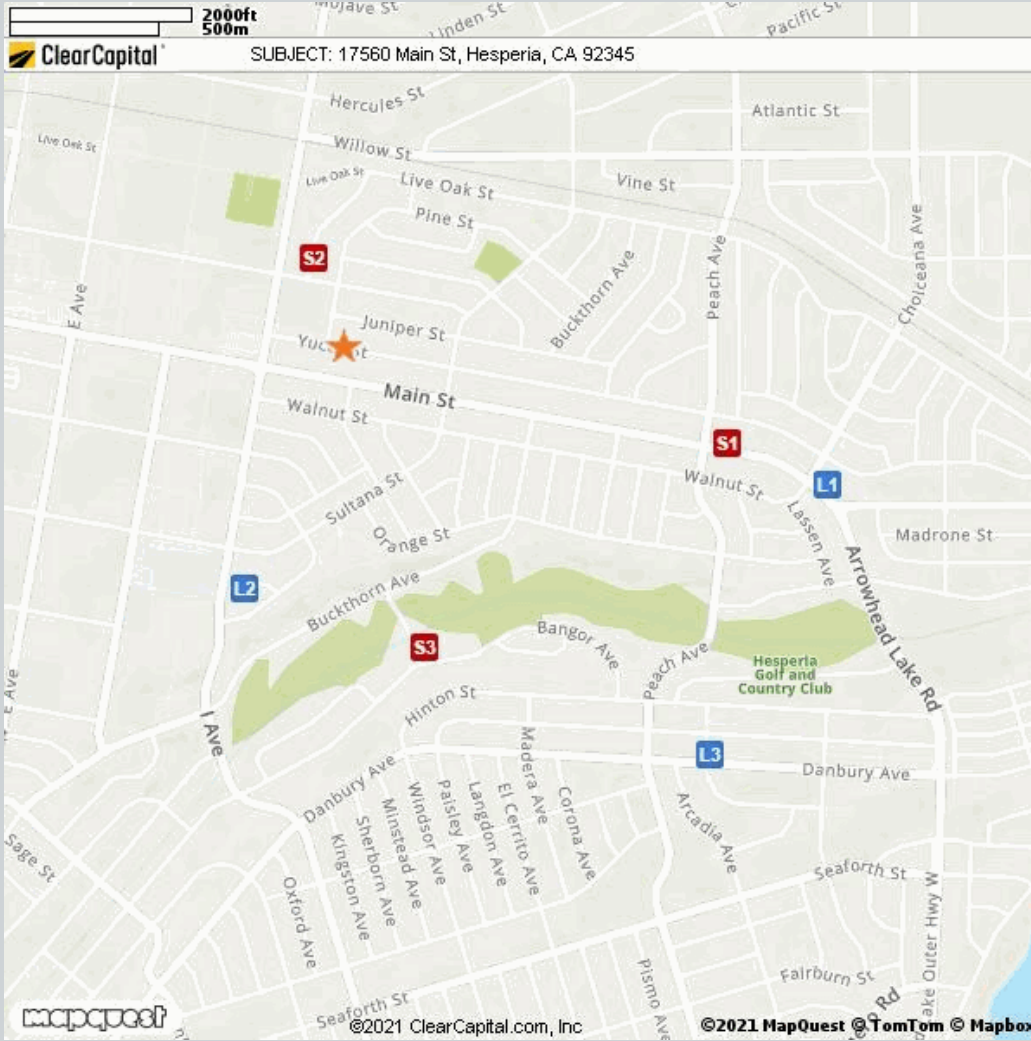 Mojave St
2000ft
500m
Linden St
Pacific St
ClearCapital
SUBJECT: 17560 Main St, Hesperia, CA 92345
Hercules St
Atlantic St
Live Oak St
Willow St
Live Oak St
Live Oak St
Vine St
Pine St
Choiceana Ave
Peach Ave
S2
Buckthorn Ave
E Ave
Juniper St
Main St
Walnut St
S1
Walnut St
L1
Sultana St
Lassen Ave
Orange St
Madrone St
Arrowhead Lake Rd
L2
Buckthorn Ave
Bangor Ave
S3
Peach Ave
Hesperia
Golf and
Country Club
E Ave
Hinton St
I Ave
Madera Ave
L3
Danbury Ave
Danbury Ave
Windsor Ave
Paisley Ave
Langdon Ave
El Cerrito Ave
Corona Ave
Arcadia Ave
Minstead Ave
Sherborn Ave
Kingston Ave
Sage St
Seaforth St
Oxford Ave
Lake Outer Hwy W
Fairburn St
Pismo Ave
Rd
Seaforth St
mapquest
©2021 ClearCapital.com, Inc
©2021 MapQuest © TomTom © Mapbox